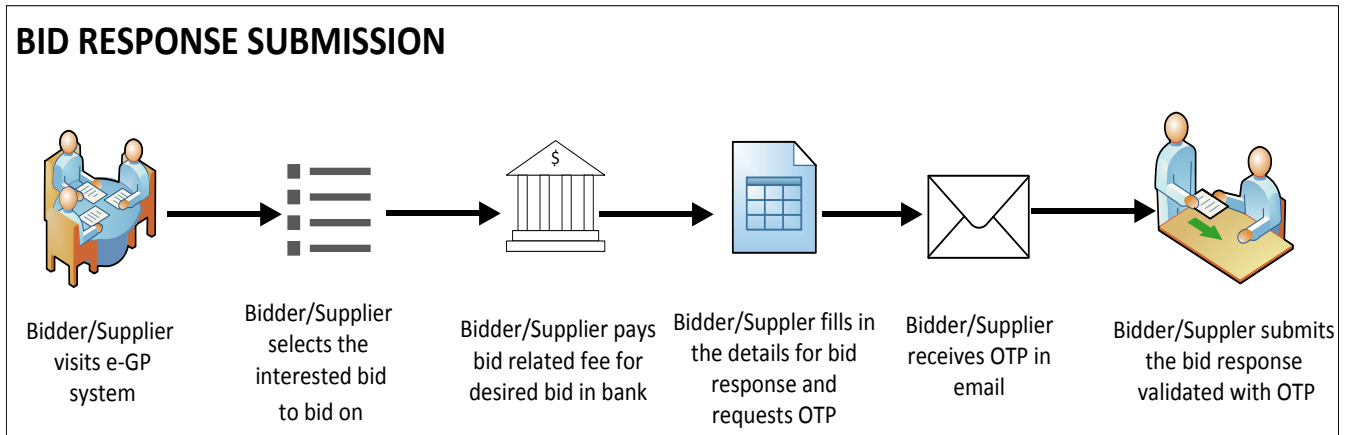 BID RESPONSE SUBMISSION
$
Bidder/Supplier
visits e-GP
system
Bidder/Supplier
selects the
interested bid
to bid on
Bidder/Supplier pays
bid related fee for
desired bid in bank
Bidder/Suppler fills in
the details for bid
response and
requests OTP
Bidder/Supplier
receives OTP in
email
Bidder/Suppler submits
the bid response
validated with OTP